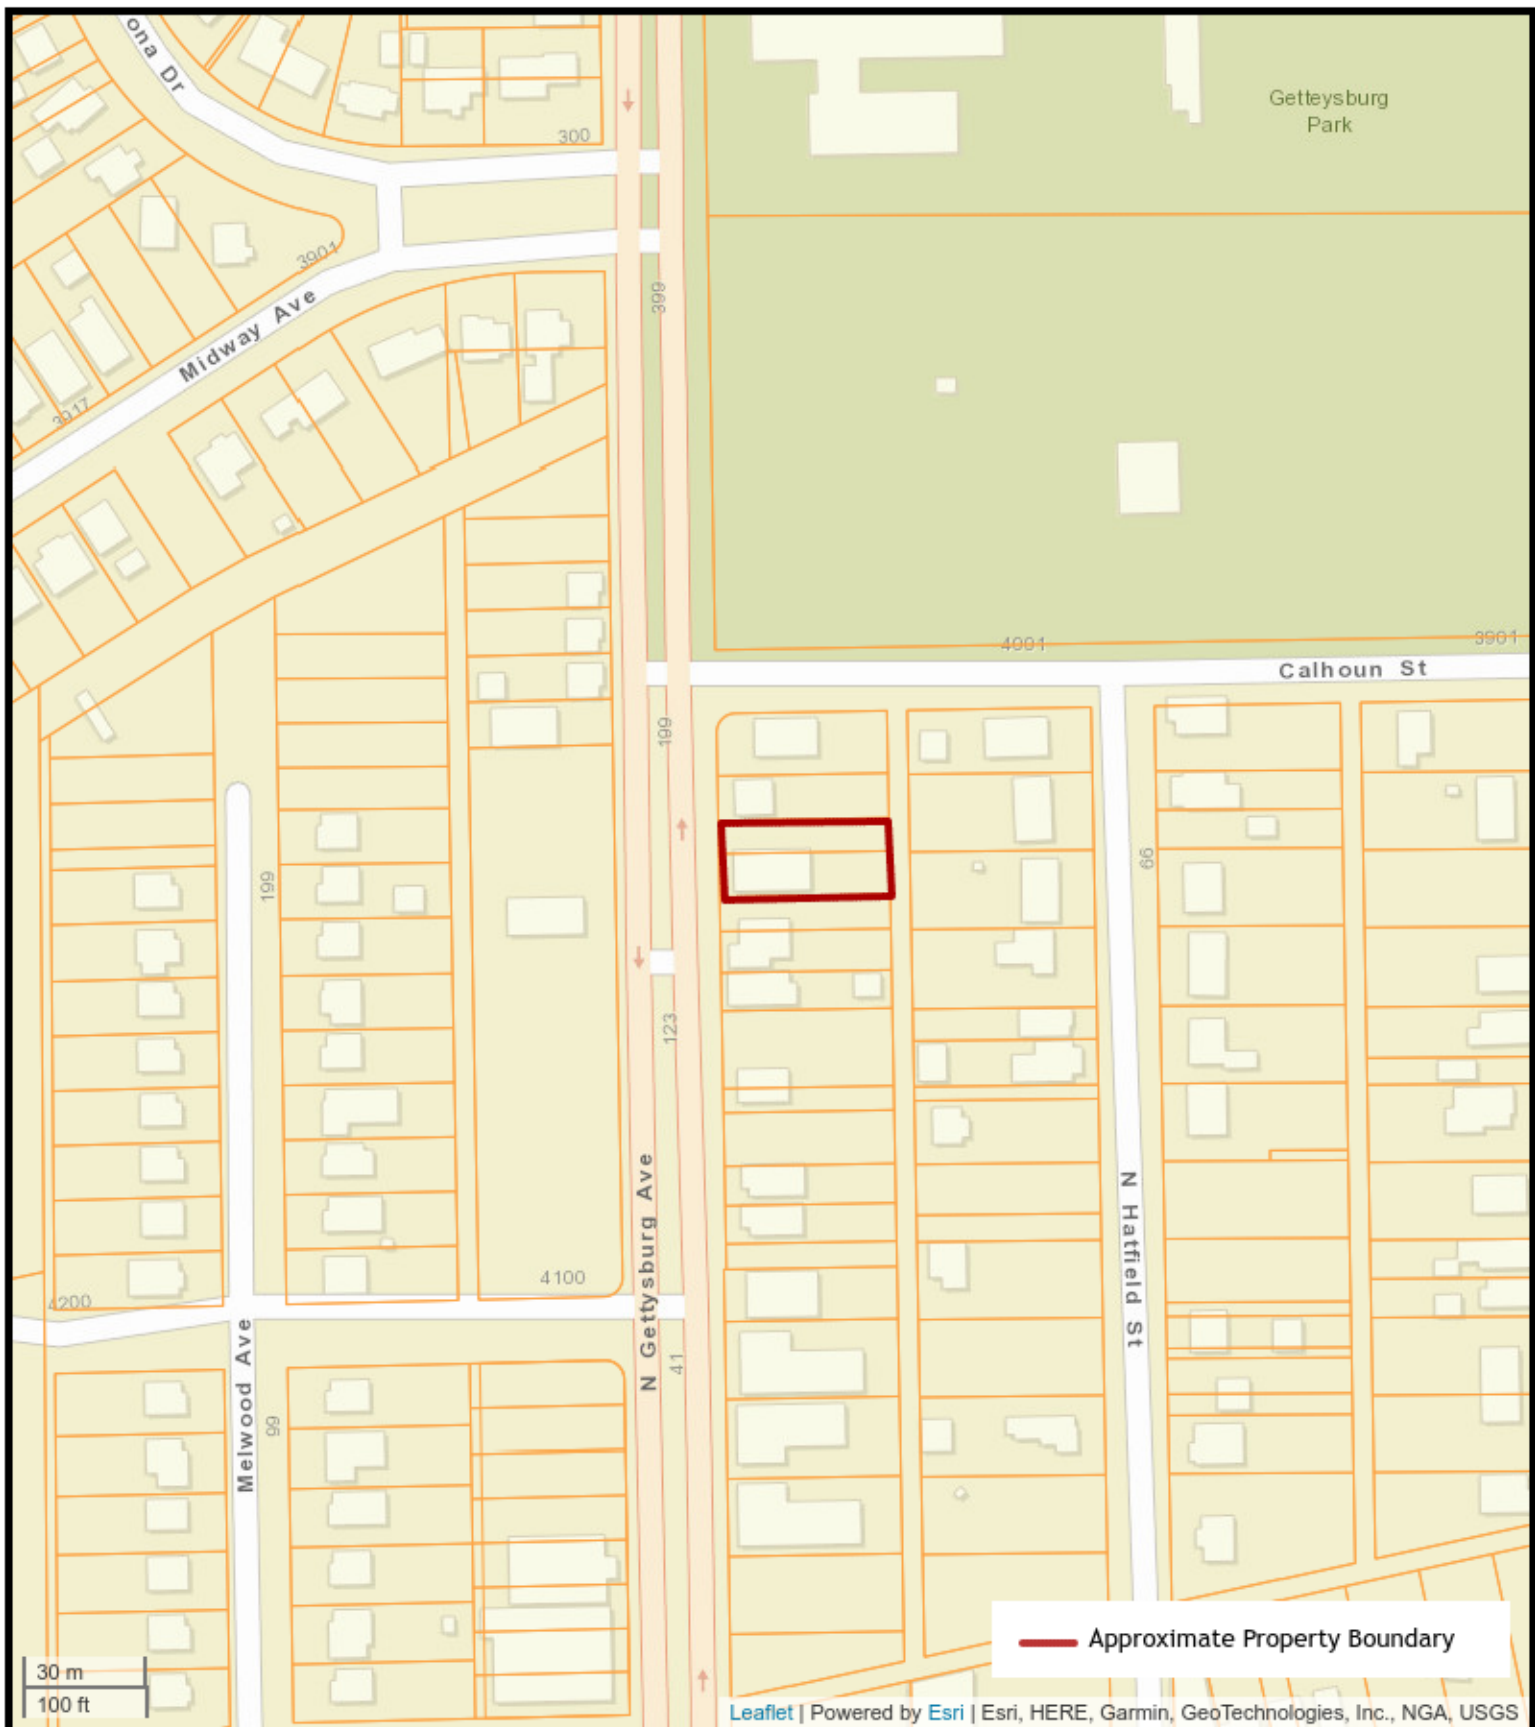 ona Dr
300
Getteysburg
Park
3901
399
Midway Ave
3917
4001
3901
Calhoun St
199
199
99
123
N Gettysburg Ave
N Hatfield St
4100
4200
Melwood Ave
41
99
Approximate Property Boundary
30 m
100 ft
Leaflet | Powered by Esri | Esri, HERE, Garmin, GeoTechnologies, Inc., NGA, USGS